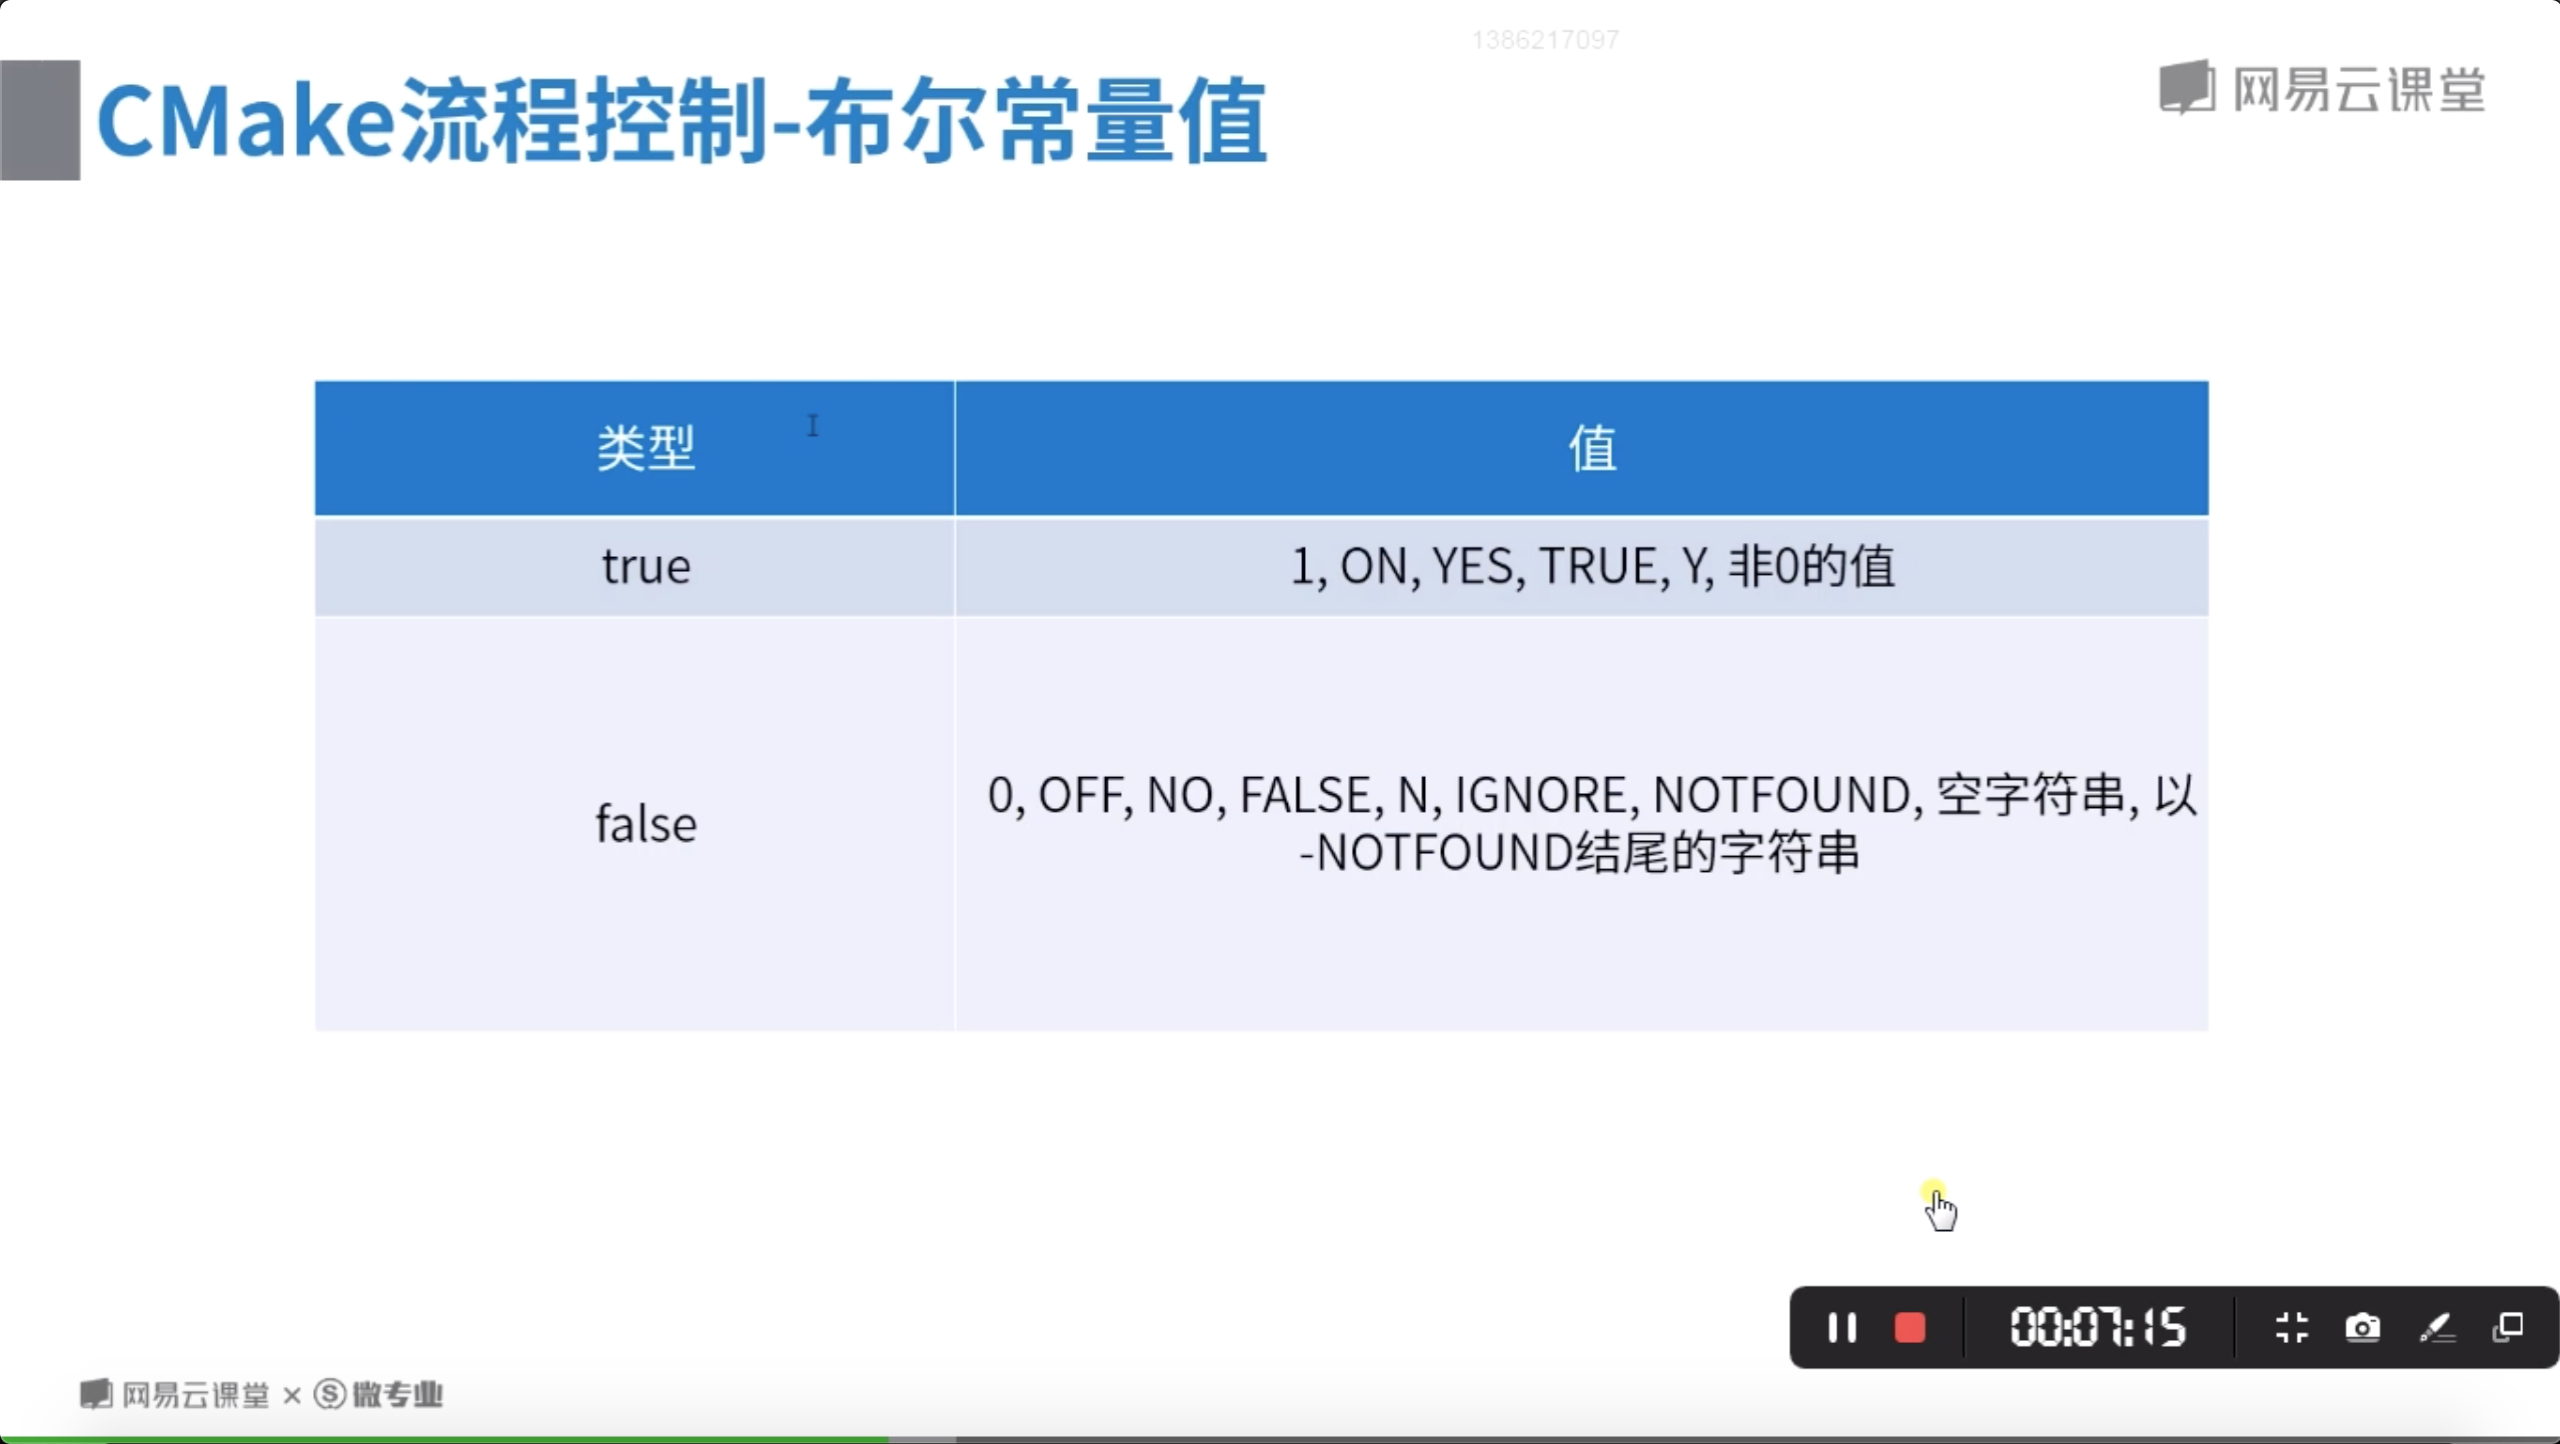 1386217097
CMake流程控制-布尔常量值
网易云课堂
类型
值
true
1, ON, YES, TRUE, Y, 非0的值
false
0, OFF, NO, FALSE, N, IGNORE, NOTFOUND, 空字符串, 以
-NOTFOUND结尾的字符串
00:07:15
网易云课堂 × Ⓢ微专业